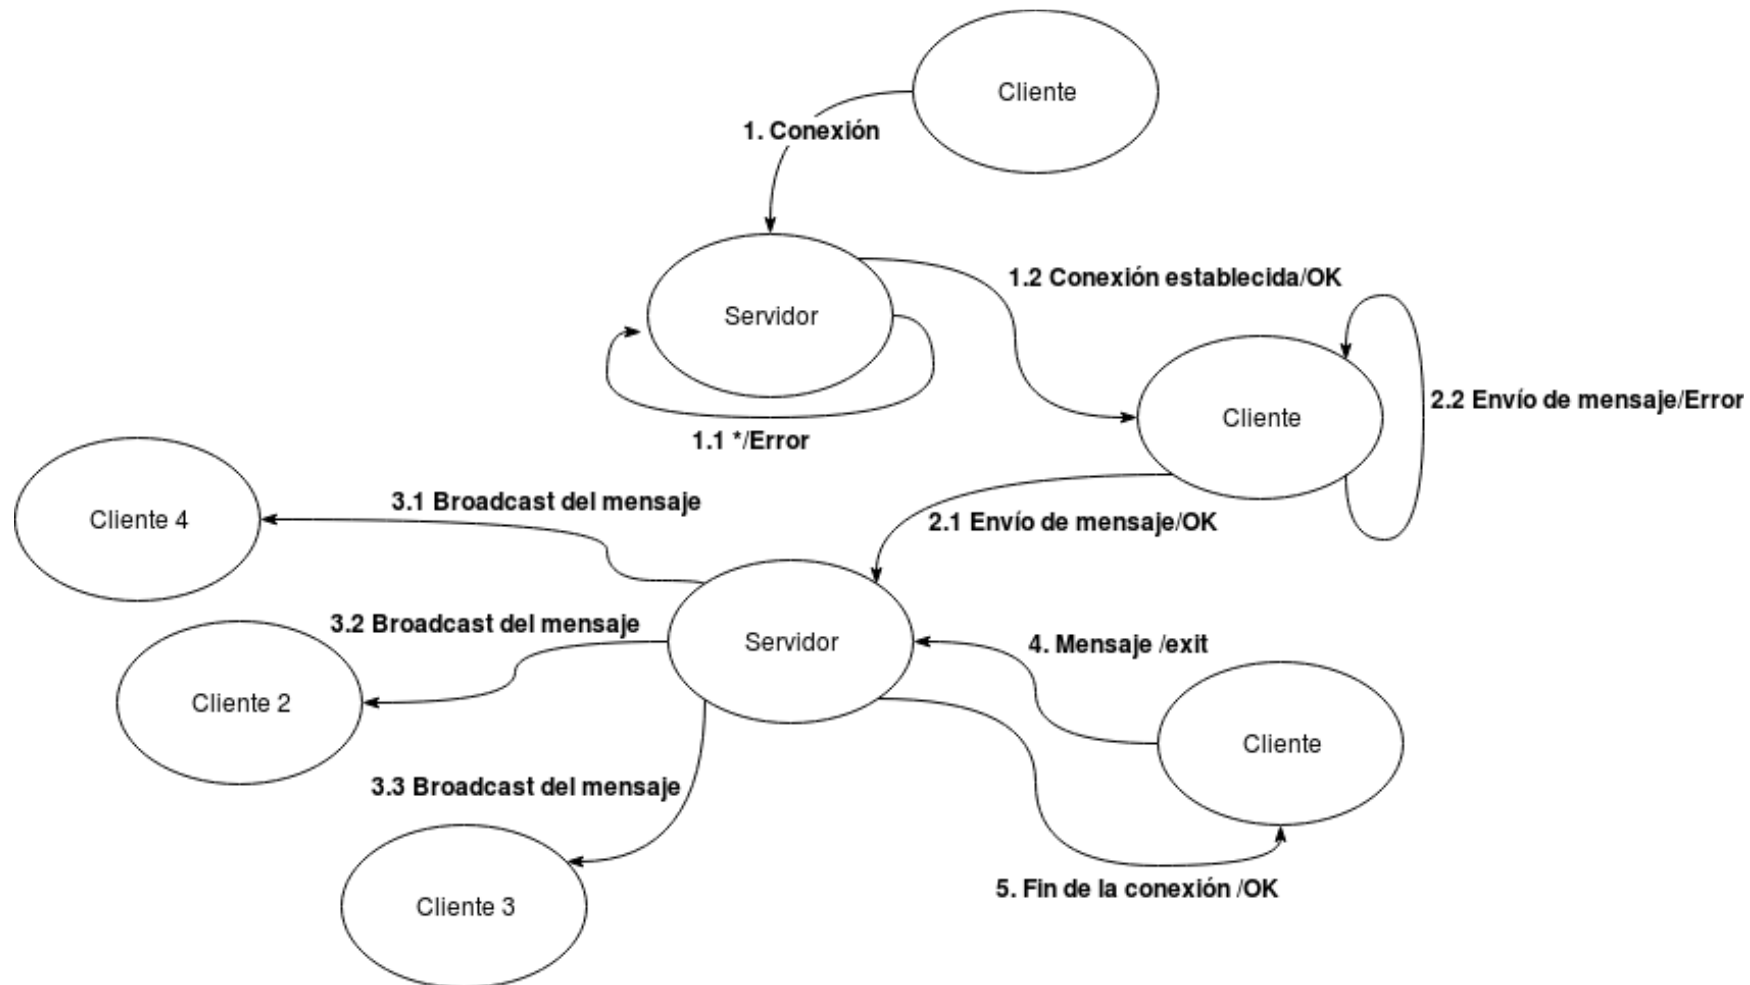 Cliente
1. Conexión
1.2 Conexión establecida/OK
Servidor
2.2 Envío de mensaje/Error
Cliente
1.1 */Error
3.1 Broadcast del mensaje
Cliente 4
2.1 Envío de mensaje/OK
3.2 Broadcast del mensaje
Servidor
4. Mensaje /exit
Cliente 2
Cliente
3.3 Broadcast del mensaje
5. Fin de la conexión /OK
Cliente 3